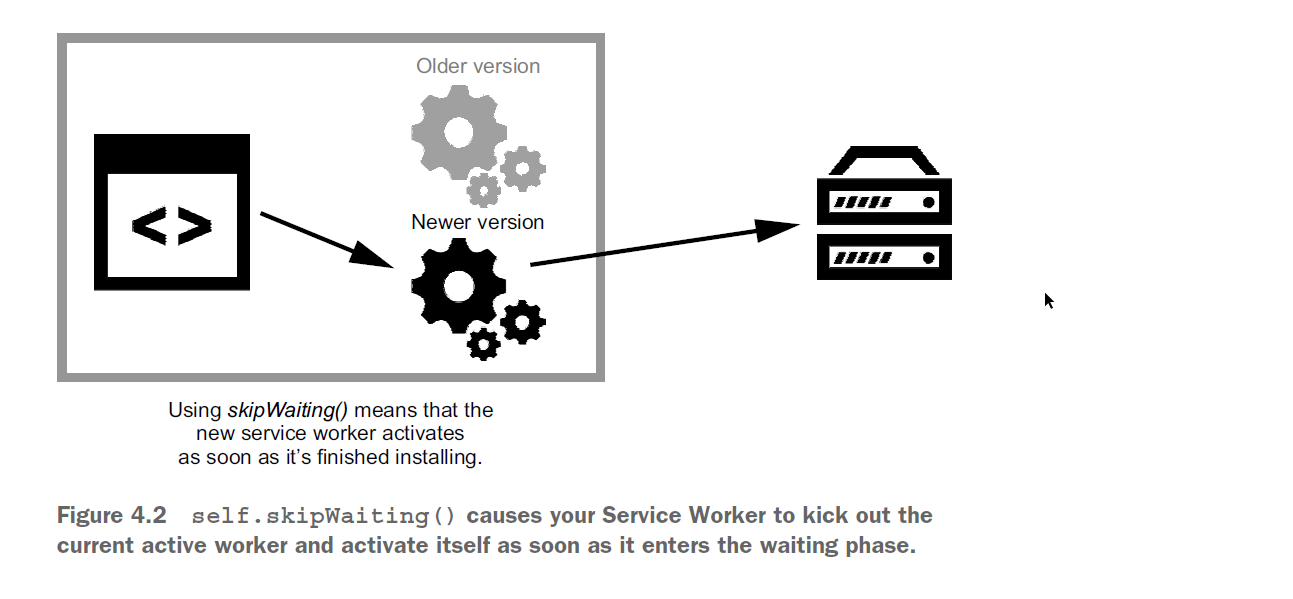 Older version
< >
Newer version
Using skipWaiting() means that the
new service worker activates
as soon as it’s finished installing.
Figure 4.2 self.skipWaiting() causes your Service Worker to kick out the
current active worker and activate itself as soon as it enters the waiting phase.